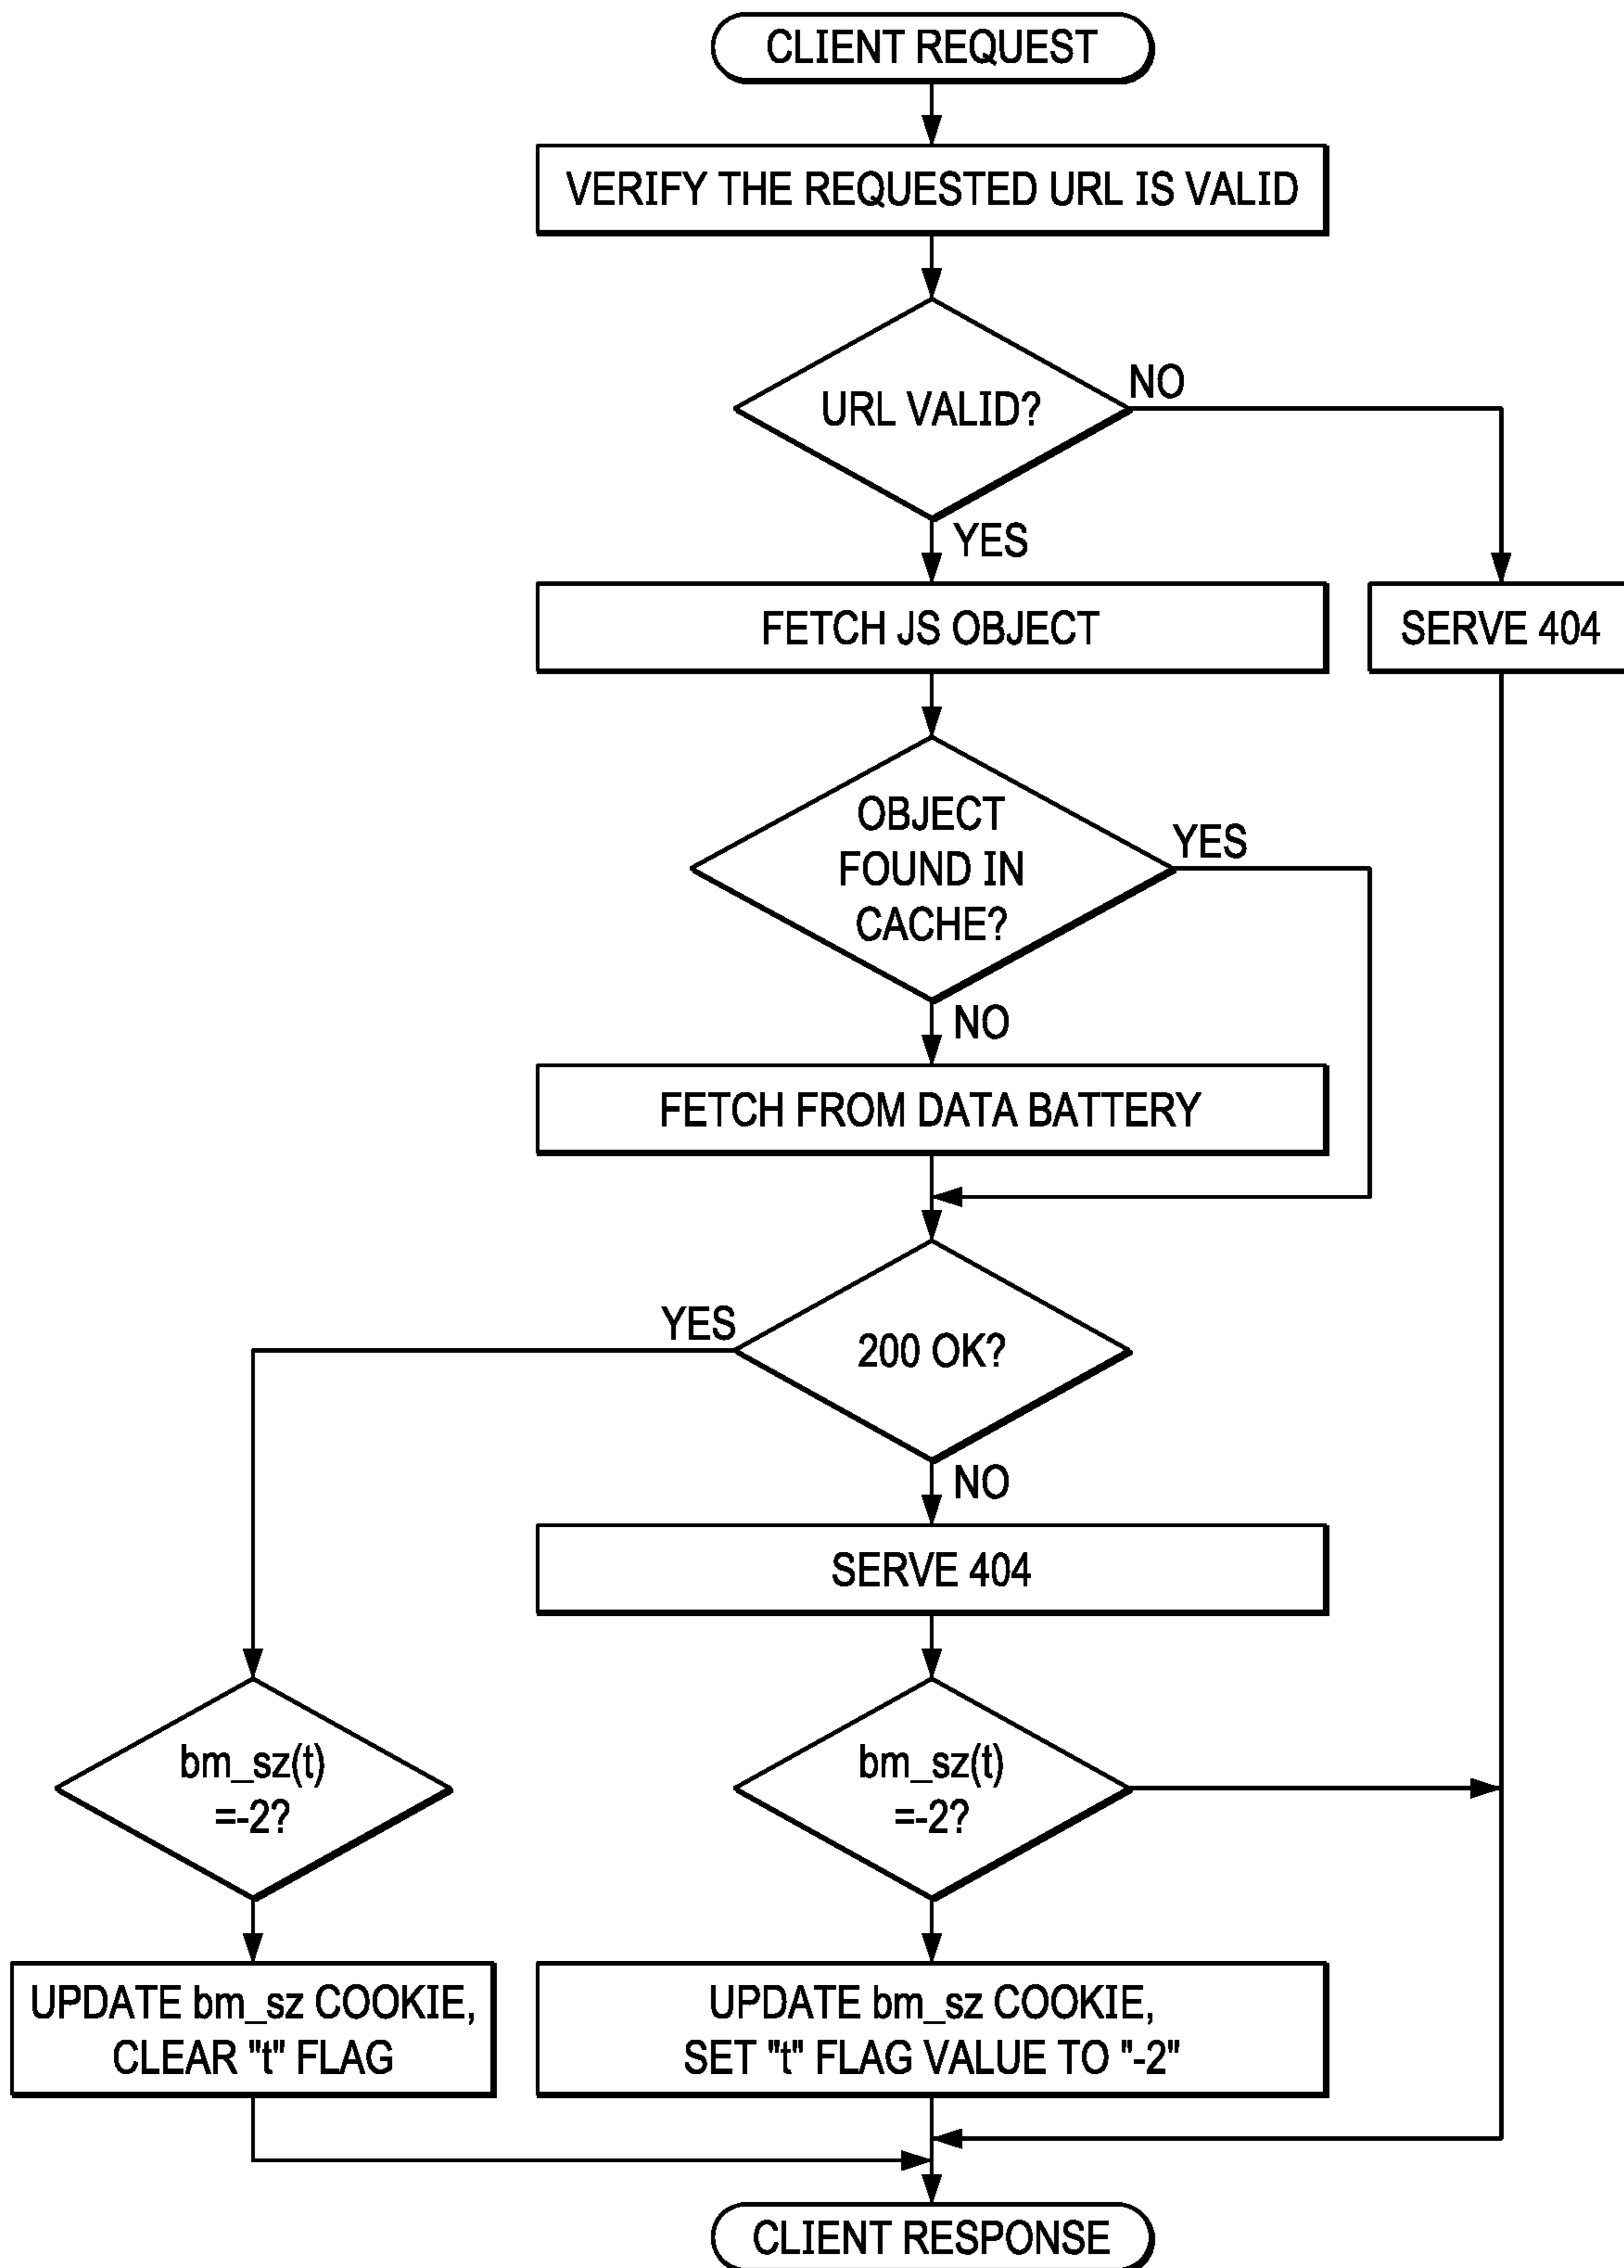 CLIENT REQUEST
VERIFY THE REQUESTED URL IS VALID
URL VALID?
NO
YES
FETCH JS OBJECT
SERVE 404
OBJECT
FOUND IN
CACHE?
YES
NO
FETCH FROM DATA BATTERY
YES
200 OK?
NO
SERVE 404
bm_sz(t)
=-2?
bm_sz(t)
=-2?
UPDATE bm_sz COOKIE,
CLEAR "t" FLAG
UPDATE bm_sz COOKIE,
SET "t" FLAG VALUE TO "-2"
CLIENT RESPONSE